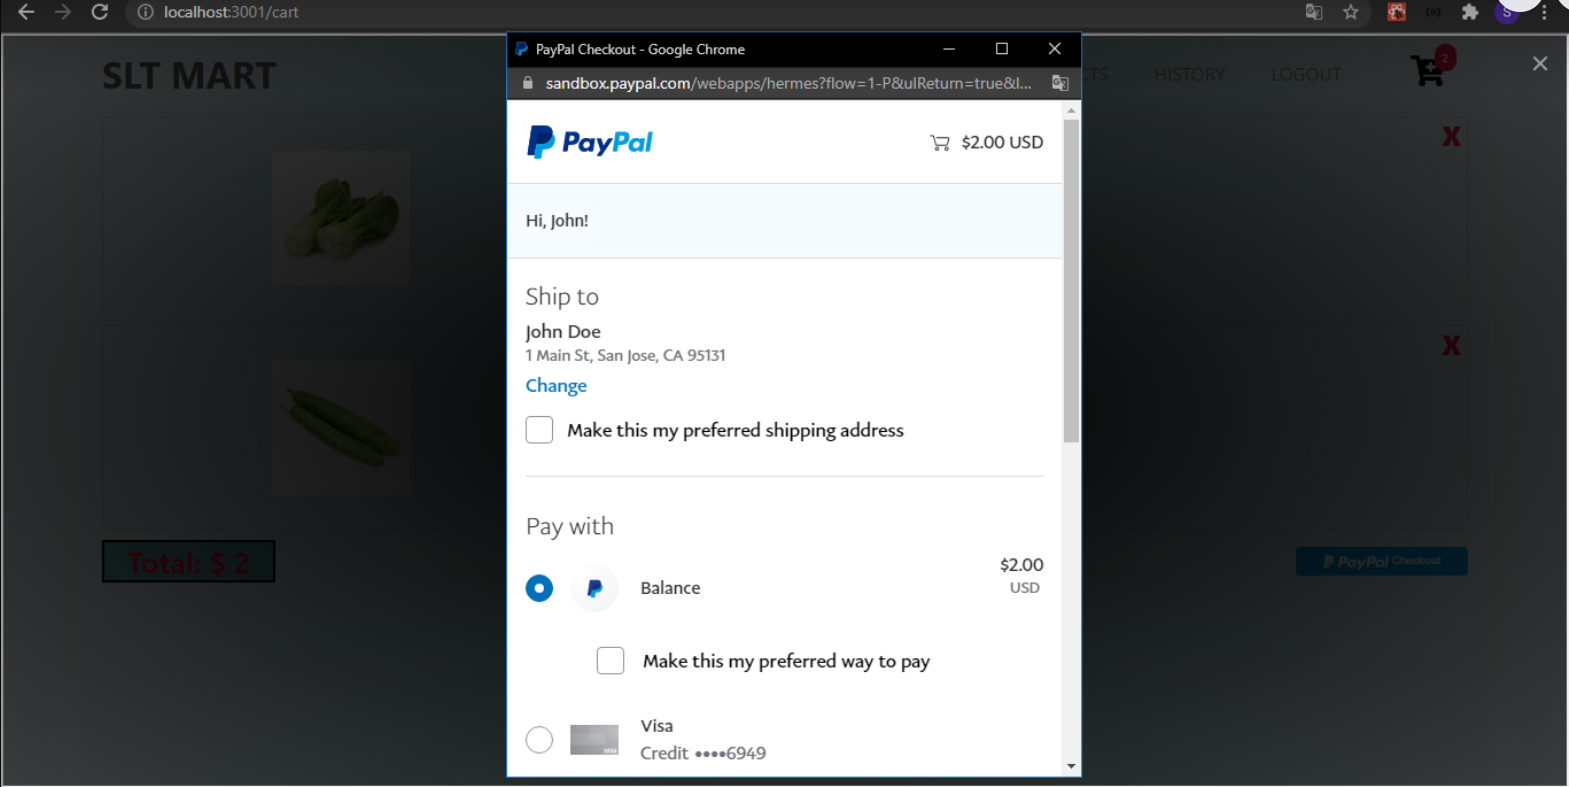 localhost:3001/cart
S
PayPal Checkout - Google Chrome
sandbox.paypal.com/webapps/hermes?flow=1-P&ulReturn=true&l...
SLT MART
CTS
HISTORY
LOGOUT
2
PayPal
$2.00 USD
X
Hi, John!
Ship to
John Doe
1 Main St, San Jose, CA 95131
Change
X
Make this my preferred shipping address
Pay with
Total: $ 2
$2.00
USD
Balance
PayPal Checkout
Make this my preferred way to pay
Visa
VISA
Credit ••••6949